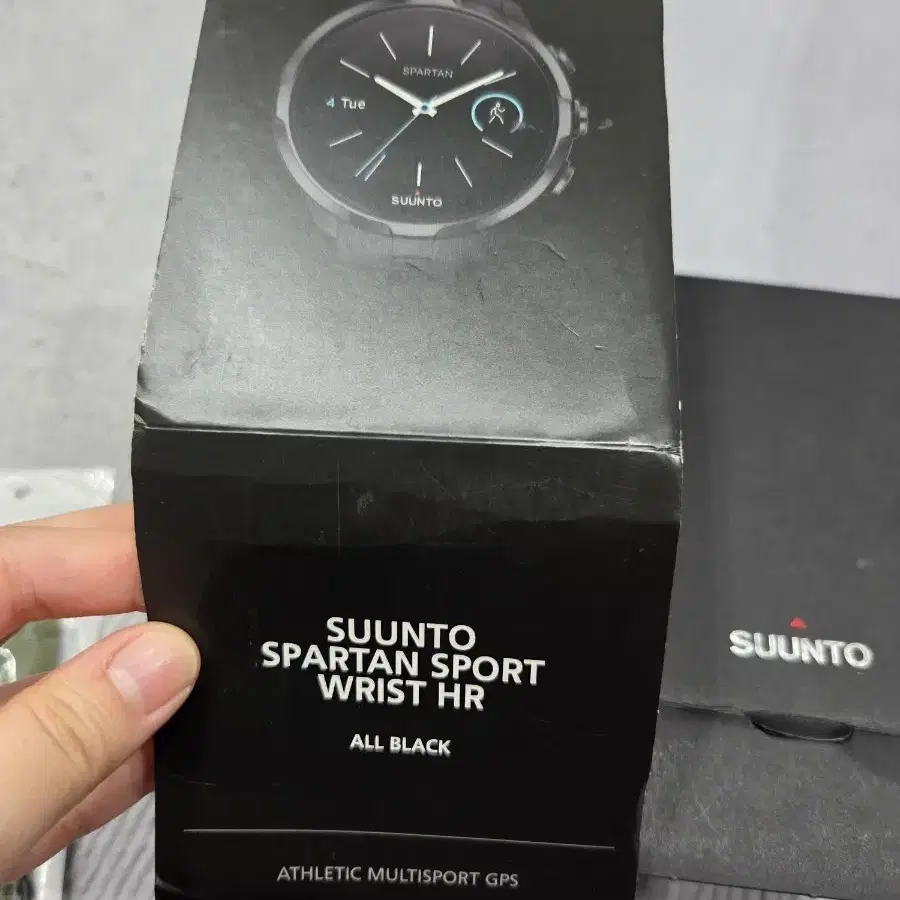 SPARTAN
4 Tue
SUUNTO
SUUNTO
SPARTAN SPORT
WRIST HR
ALL BLACK
ATHLETIC MULTISPORT GPS
SUUNTO